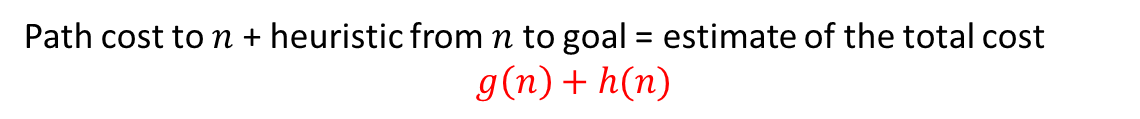 Path cost to n + heuristic from n to goal = estimate of the total cost
g(n) + h(n)